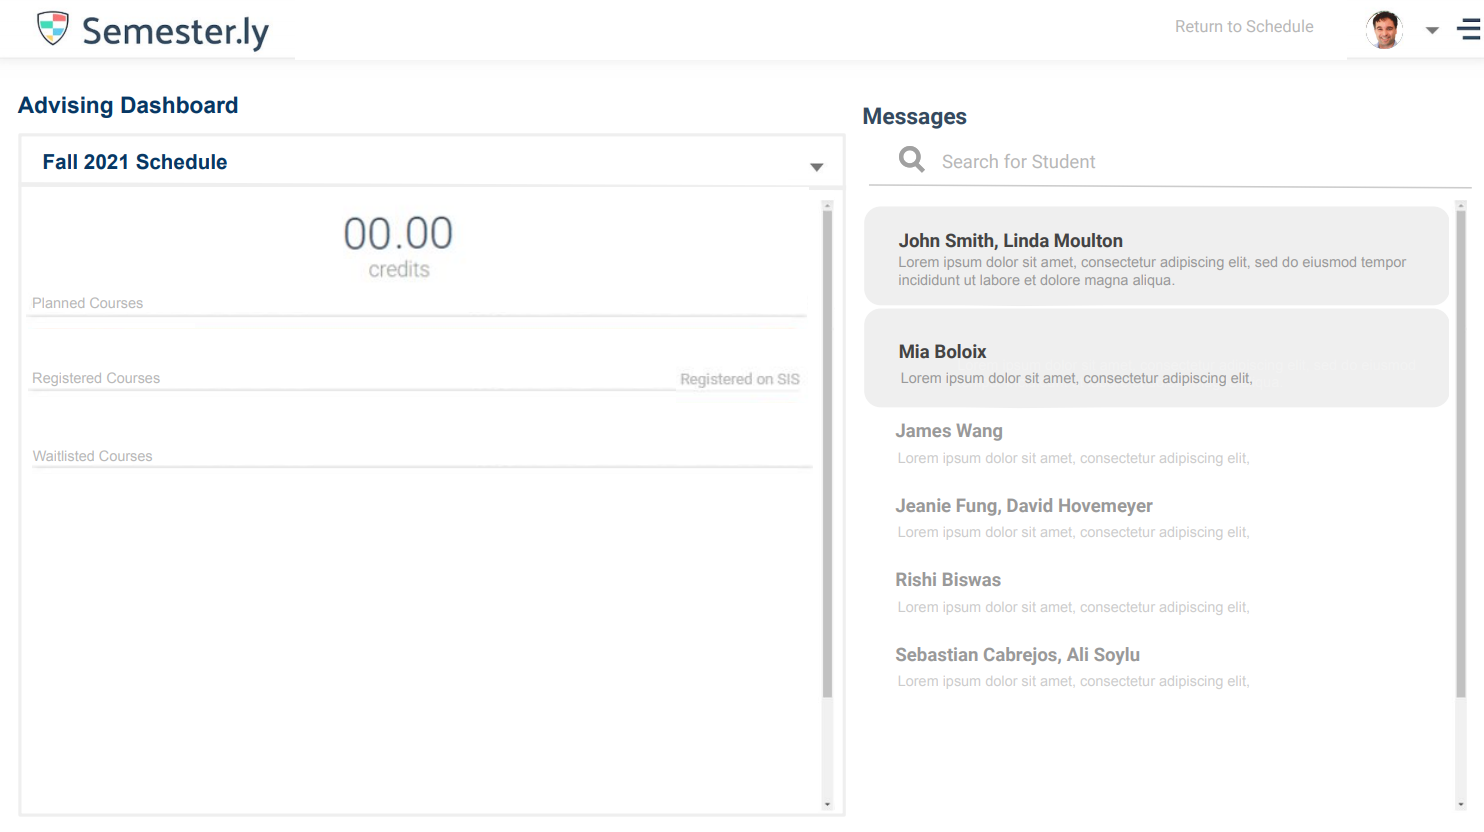 Semester.ly
Return to Schedule
Advising Dashboard
Fall 2021 Schedule
00.00
credits
Planned Courses
Registered Courses
Registered on SIS
Waitlisted Courses
Messages
Search for Student
John Smith, Linda Moulton
Lorem ipsum dolor sit amet, consectetur adipiscing elit, sed do eiusmod tempor
incididunt ut labore et dolore magna aliqua.
Mia Boloix
Lorem ipsum dolor sit amet, consectetur adipiscing elit,
James Wang
Lorem ipsum dolor sit amet, consectetur adipiscing elit,
Jeanie Fung, David Hovemeyer
Lorem ipsum dolor sit amet, consectetur adipiscing elit,
Rishi Biswas
Lorem ipsum dolor sit amet, consectetur adipiscing elit,
Sebastian Cabrejos, Ali Soylu
Lorem ipsum dolor sit amet, consectetur adipiscing elit,